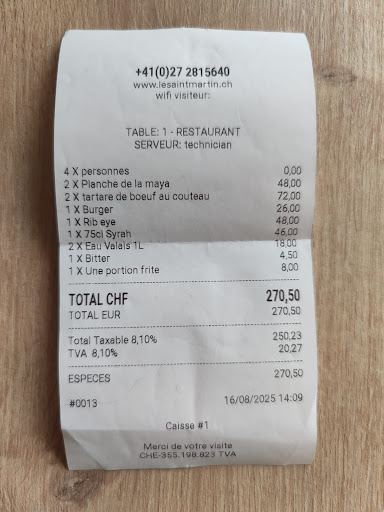 +41(0)27 2815640
www.lesaintmartin.ch
wifi visiteur:
TABLE: 1 - RESTAURANT
SERVEUR: technician
4 X personnes 0,00
2 X Planche de la maya 48,00
2 X tartare de boeuf au couteau 72,00
1 X Burger 26,00
1 X Rib eye 48,00
1 X 75cl Syrah 46,00
2 X Eau Valais 1L 18,00
1 X Bitter 4,50
1 X Une portion frite 8,00
TOTAL CHF 270,50
TOTAL EUR 270,50
Total Taxable 8,10% 250,23
TVA 8,10% 20,27
ESPECES 270,50
#0013 16/08/2025 14:09
Caisse #1
Merci de votre visite
CHE-355.198.823 TVA